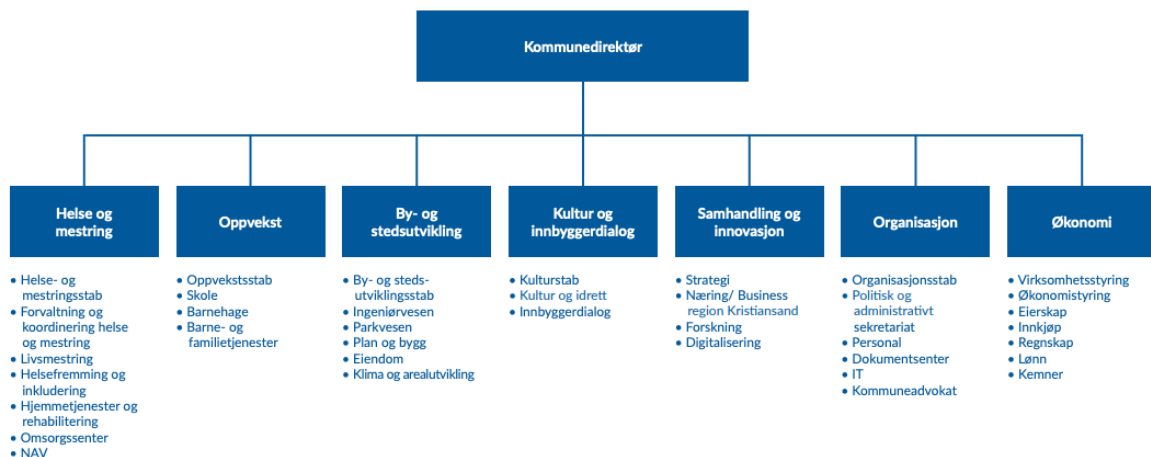 Kommunedirektør
Helse og
mestring
Oppvekst
By- og
stedsutvikling
Kultur og
innbyggerdialog
Samhandling og
innovasjon
Organisasjon
Økonomi
• Helse- og
mestringsstab
• Forvaltning og
koordinering helse
og mestring
• Livsmestring
• Helsefremming og
inkludering
• Hjemmetjenester og
rehabilitering
• Omsorgssenter
• NAV
• Oppvekstsstab
• Skole
• Barnehage
• Barne- og
familietjenester
• By- og steds-
utviklingsstab
• Ingeniørvesen
• Parkvesen
• Plan og bygg
• Eiendom
• Klima og arealutvikling
• Kulturstab
• Kultur og idrett
• Innbyggerdialog
• Strategi
• Næring/ Business
region Kristiansand
• Forskning
• Digitalisering
• Organisasjonsstab
• Politisk og
administrativt
sekretariat
• Personal
• Dokumentsenter
• IT
• Kommuneadvokat
• Virksomhetsstyring
• Økonomistyring
• Eierskap
• Innkjøp
• Regnskap
• Lønn
• Kemner